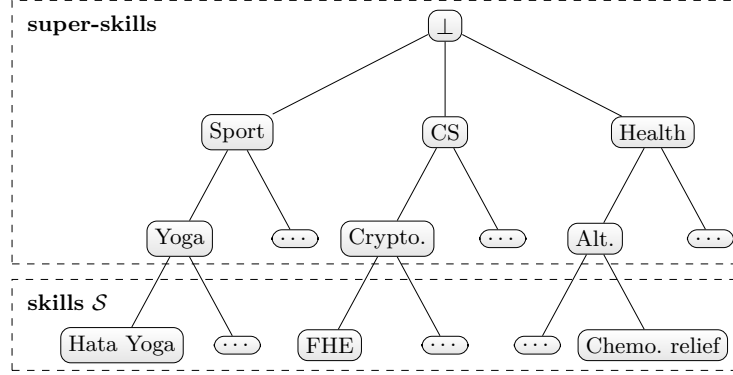 super-skills
⊥
Sport CS Health
Yoga ··· Crypto. ··· Alt. ···
skills 𝒮
Hata Yoga ··· FHE ··· ··· Chemo. relief